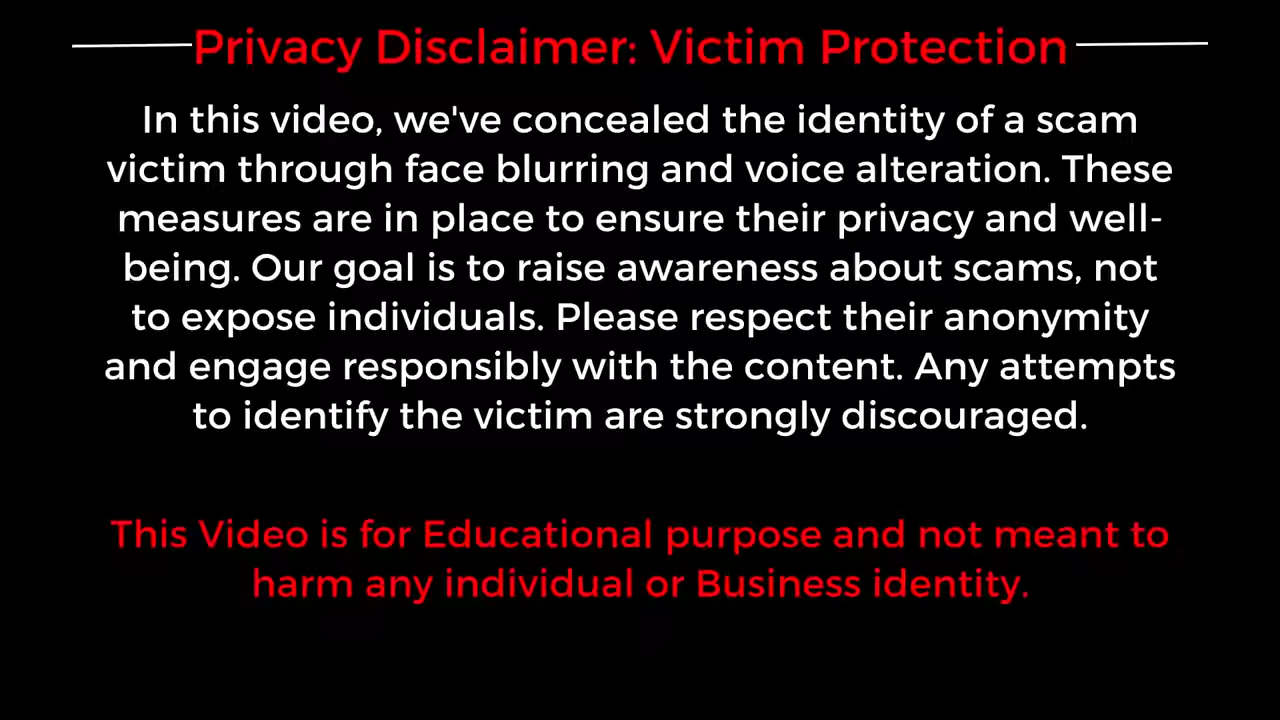 Privacy Disclaimer: Victim Protection
In this video, we've concealed the identity of a scam
victim through face blurring and voice alteration. These
measures are in place to ensure their privacy and well-
being. Our goal is to raise awareness about scams, not
to expose individuals. Please respect their anonymity
and engage responsibly with the content. Any attempts
to identify the victim are strongly discouraged.
This Video is for Educational purpose and not meant to
harm any individual or Business identity.